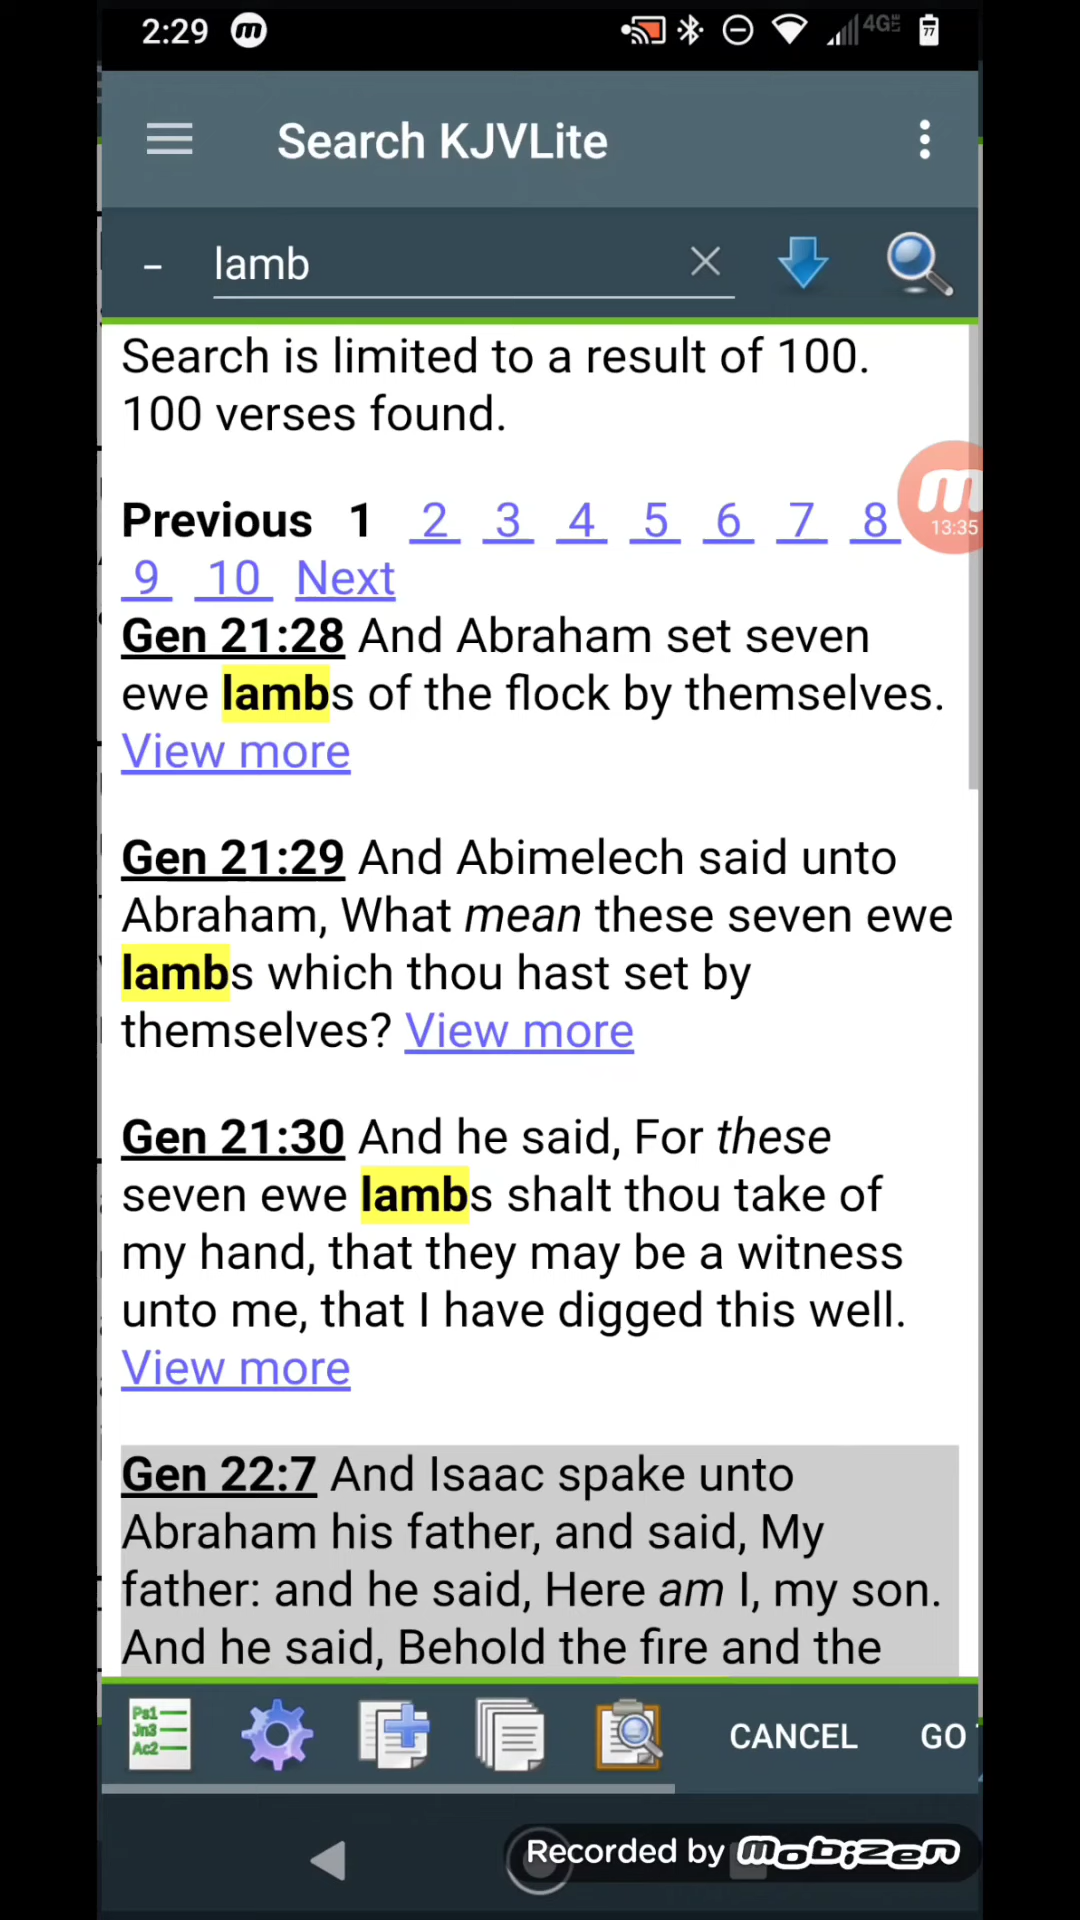 2:29 m 4G LTE 77
Search KJVLite
- lamb
Search is limited to a result of 100.
100 verses found.
Previous 1 2 3 4 5 6 7 8
9 10 Next
13:35
Gen 21:28 And Abraham set seven
ewe lambs of the flock by themselves.
View more
Gen 21:29 And Abimelech said unto
Abraham, What mean these seven ewe
lambs which thou hast set by
themselves? View more
Gen 21:30 And he said, For these
seven ewe lambs shalt thou take of
my hand, that they may be a witness
unto me, that I have digged this well.
View more
Gen 22:7 And Isaac spake unto
Abraham his father, and said, My
father: and he said, Here am I, my son.
And he said, Behold the fire and the
Ps1
Jn3
Ac2
CANCEL GO
Recorded by mobizen